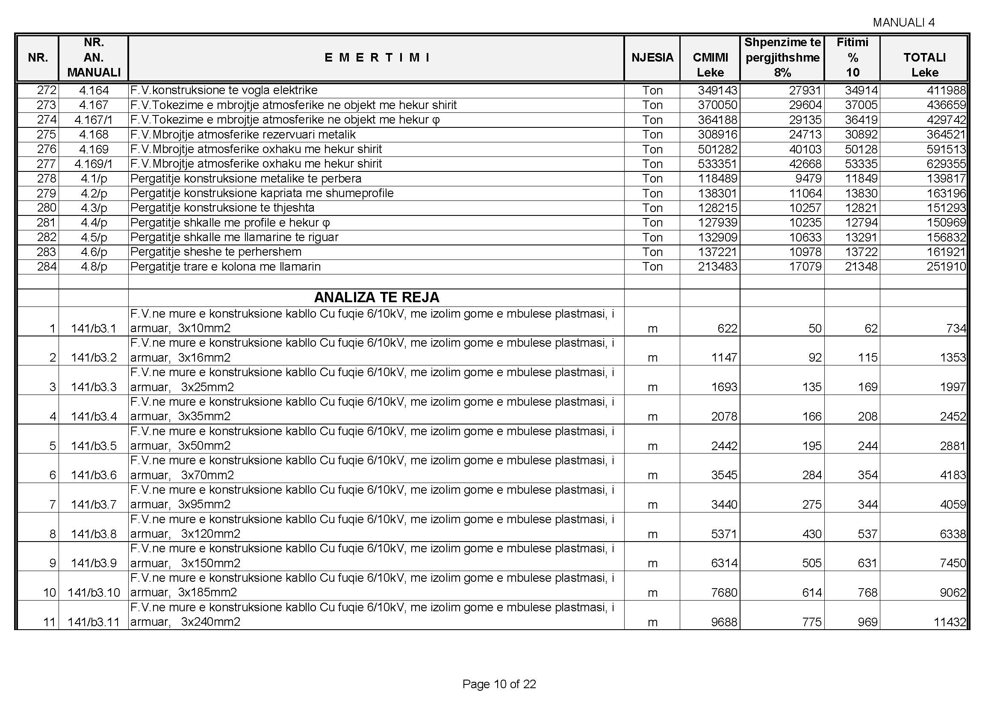 MANUALI 4
NR. NR. AN. MANUALI E M E R T I M I NJESIA CMIMI Leke Shpenzime te pergjithshme 8% Fitimi % 10 TOTALI Leke
272 4.164 F.V.konstruksione te vogla elektrike Ton 349143 27931 34914 411988
273 4.167 F.V.Tokezime e mbrojtje atmosferike ne objekt me hekur shirit Ton 370050 29604 37005 436659
274 4.167/1 F.V.Tokezime e mbrojtje atmosferike ne objekt me hekur φ Ton 364188 29135 36419 429742
275 4.168 F.V.Mbrojtje atmosferike rezervuari metalik Ton 308916 24713 30892 364521
276 4.169 F.V.Mbrojtje atmosferike oxhaku me hekur shirit Ton 501282 40103 50128 591513
277 4.169/1 F.V.Mbrojtje atmosferike oxhaku me hekur shirit Ton 533351 42668 53335 629355
278 4.1/p Pergatitje konstruksione metalike te perbera Ton 118489 9479 11849 139817
279 4.2/p Pergatitje konstruksione kapriata me shumeprofile Ton 138301 11064 13830 163196
280 4.3/p Pergatitje konstruksione te thjeshta Ton 128215 10257 12821 151293
281 4.4/p Pergatitje shkalle me profile e hekur φ Ton 127939 10235 12794 150969
282 4.5/p Pergatitje shkalle me llamarine te riguar Ton 132909 10633 13291 156832
283 4.6/p Pergatitje sheshe te perhershem Ton 137221 10978 13722 161921
284 4.8/p Pergatitje trare e kolona me llamarin Ton 213483 17079 21348 251910
ANALIZA TE REJA
F.V.ne mure e konstruksione kabllo Cu fuqie 6/10kV, me izolim gome e mbulese plastmasi, i
1 141/b3.1 armuar, 3x10mm2 m 622 50 62 734
F.V.ne mure e konstruksione kabllo Cu fuqie 6/10kV, me izolim gome e mbulese plastmasi, i
2 141/b3.2 armuar, 3x16mm2 m 1147 92 115 1353
F.V.ne mure e konstruksione kabllo Cu fuqie 6/10kV, me izolim gome e mbulese plastmasi, i
3 141/b3.3 armuar, 3x25mm2 m 1693 135 169 1997
F.V.ne mure e konstruksione kabllo Cu fuqie 6/10kV, me izolim gome e mbulese plastmasi, i
4 141/b3.4 armuar, 3x35mm2 m 2078 166 208 2452
F.V.ne mure e konstruksione kabllo Cu fuqie 6/10kV, me izolim gome e mbulese plastmasi, i
5 141/b3.5 armuar, 3x50mm2 m 2442 195 244 2881
F.V.ne mure e konstruksione kabllo Cu fuqie 6/10kV, me izolim gome e mbulese plastmasi, i
6 141/b3.6 armuar, 3x70mm2 m 3545 284 354 4183
F.V.ne mure e konstruksione kabllo Cu fuqie 6/10kV, me izolim gome e mbulese plastmasi, i
7 141/b3.7 armuar, 3x95mm2 m 3440 275 344 4059
F.V.ne mure e konstruksione kabllo Cu fuqie 6/10kV, me izolim gome e mbulese plastmasi, i
8 141/b3.8 armuar, 3x120mm2 m 5371 430 537 6338
F.V.ne mure e konstruksione kabllo Cu fuqie 6/10kV, me izolim gome e mbulese plastmasi, i
9 141/b3.9 armuar, 3x150mm2 m 6314 505 631 7450
F.V.ne mure e konstruksione kabllo Cu fuqie 6/10kV, me izolim gome e mbulese plastmasi, i
10 141/b3.10 armuar, 3x185mm2 m 7680 614 768 9062
F.V.ne mure e konstruksione kabllo Cu fuqie 6/10kV, me izolim gome e mbulese plastmasi, i
11 141/b3.11 armuar, 3x240mm2 m 9688 775 969 11432
Page 10 of 22